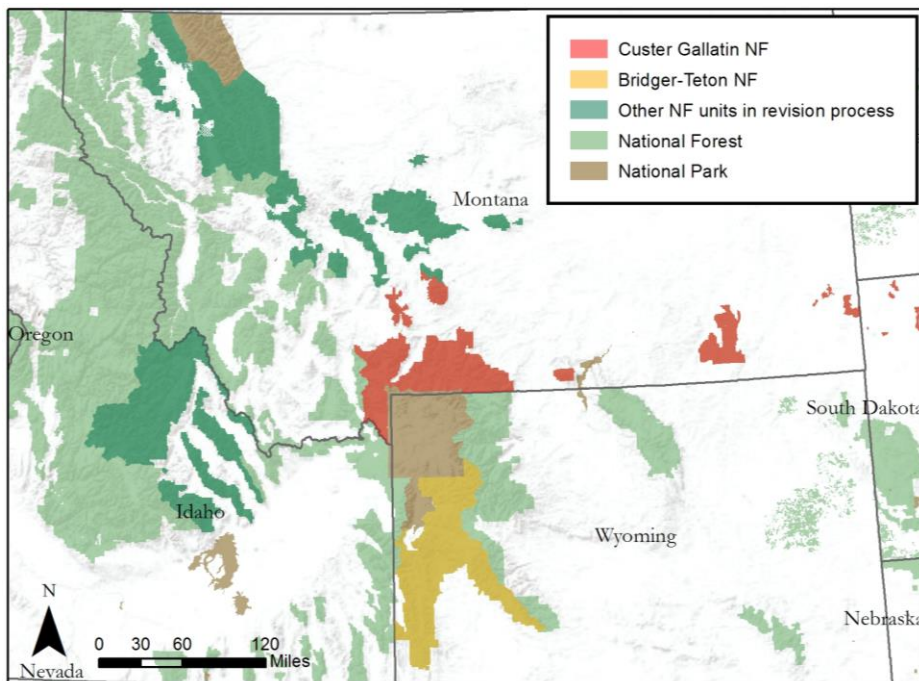 Custer Gallatin NF
Bridger-Teton NF
Other NF units in revision process
National Forest
National Park
Montana
Oregon
South Dakota
Idaho
Wyoming
N
Nebraska
0 30 60 120
Miles
Nevada